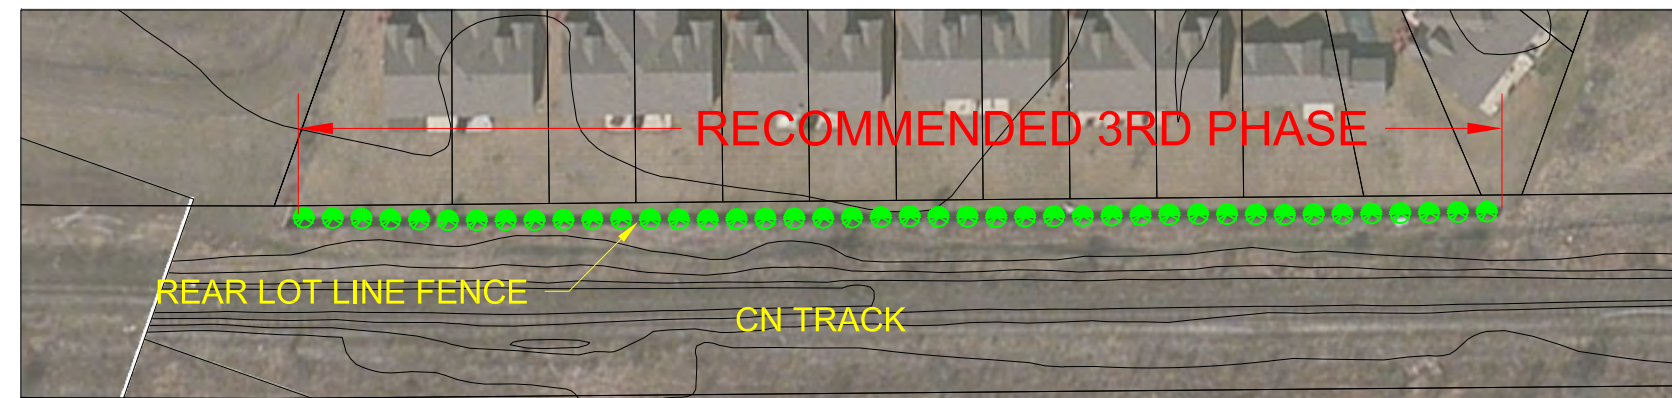 RECOMMENDED 3RD PHASE
REAR LOT LINE FENCE
CN TRACK